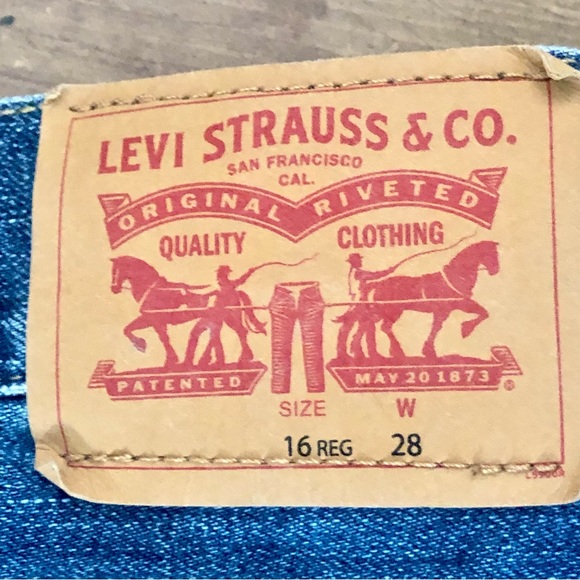 LEVI STRAUSS & CO.
SAN FRANCISCO
CAL.
ORIGINAL RIVETED
QUALITY CLOTHING
PATENTED MAY 20 1873 ®
SIZE W
16 REG 28